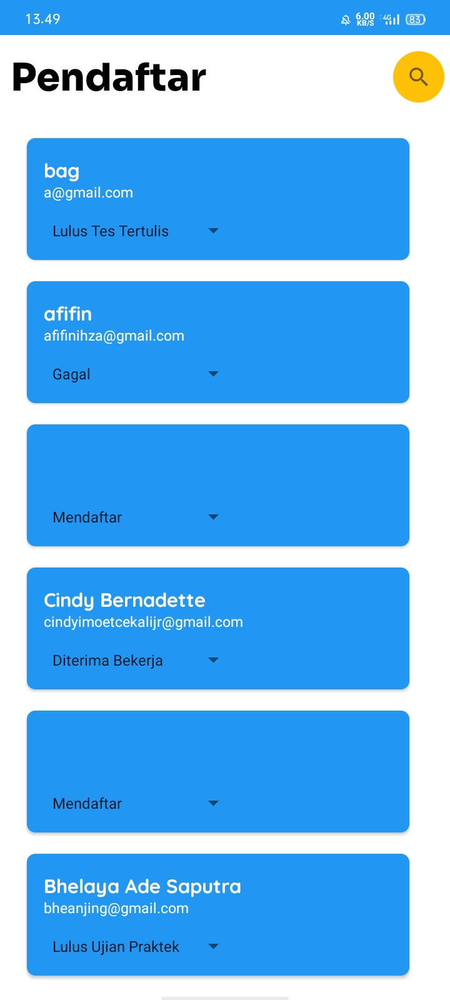 13.49
6.00 KB/S 4G 83
Pendaftar
bag
a@gmail.com
Lulus Tes Tertulis
afifin
afifinihza@gmail.com
Gagal
Mendaftar
Cindy Bernadette
cindyimoetcekalijr@gmail.com
Diterima Bekerja
Mendaftar
Bhelaya Ade Saputra
bheanjing@gmail.com
Lulus Ujian Praktek